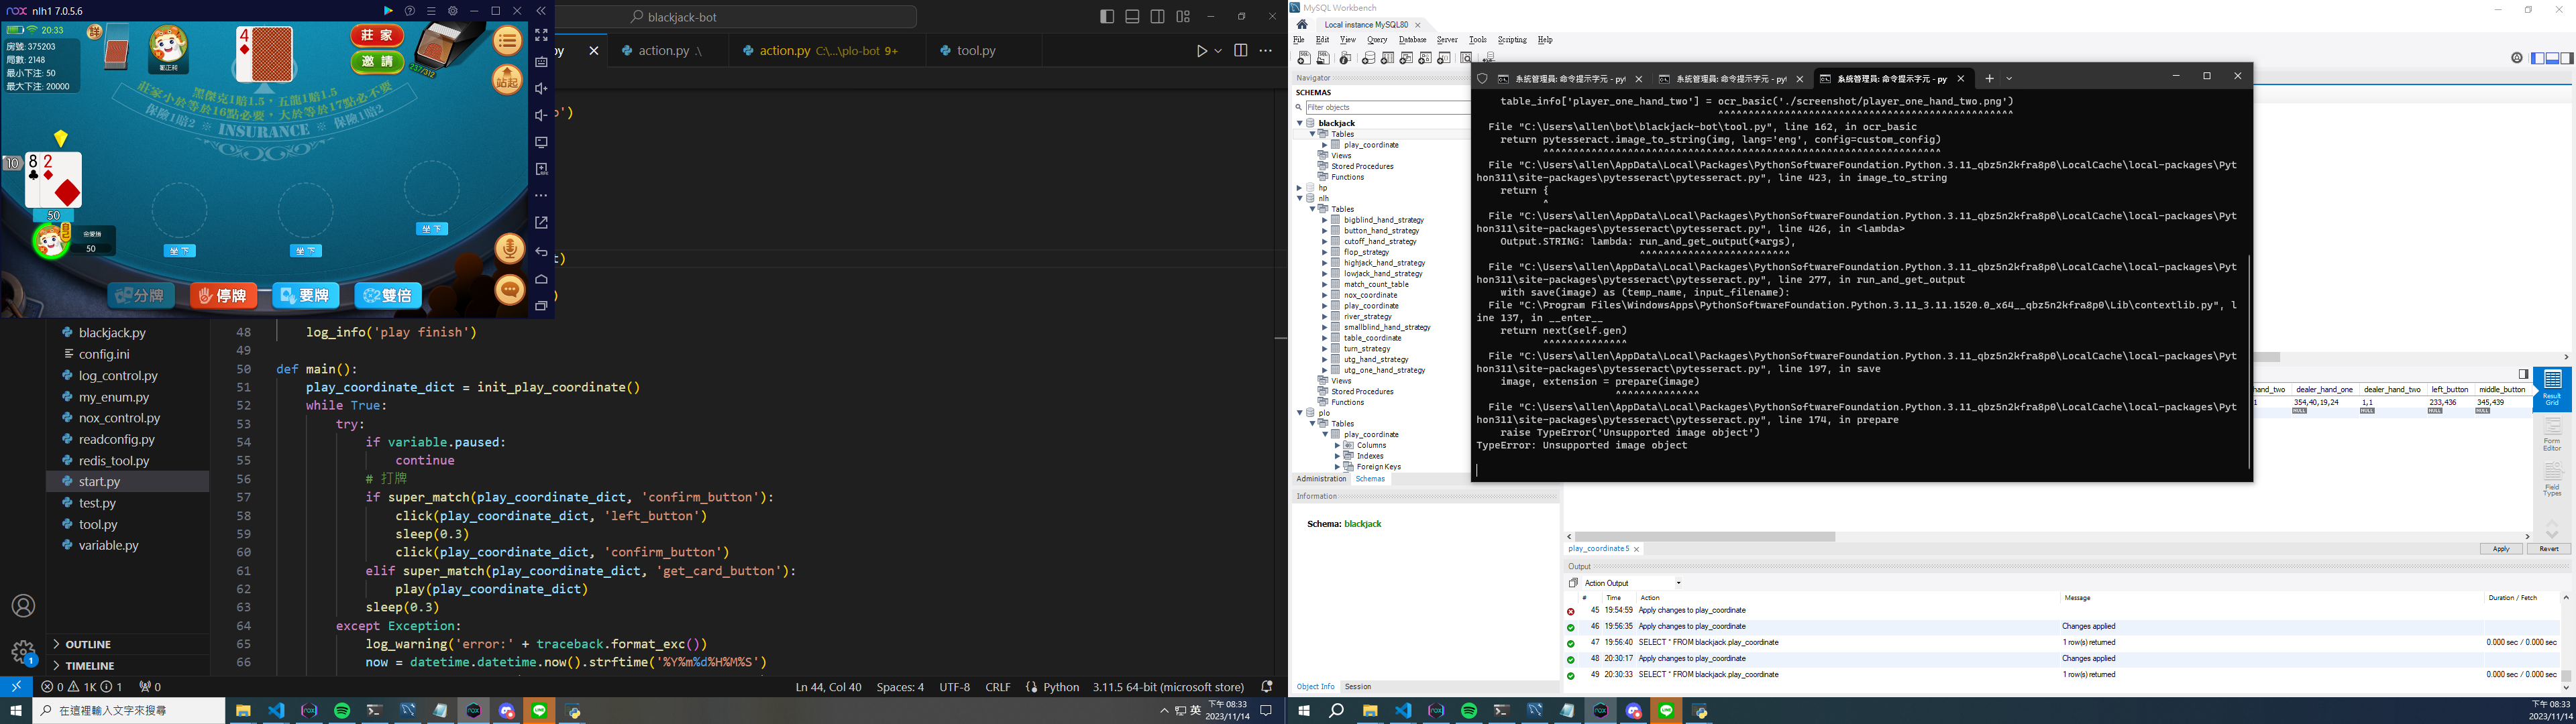 nox nlh1 7.0.5.6
20:33
房號: 375203
局數: 2148
最小下注: 50
最大下注: 20000
莊 家
邀 請
257/312
站起
4
莊家小於等於16點必要，大於等於17點必不要
黑傑克1賠1.5，五龍1賠1.5
保險1賠2 ※ INSURANCE ※ 保險1賠2
10
8 2
50
自己
50
坐 下
坐 下
坐 下
分牌
停牌
要牌
雙倍
blackjack-bot
action.py .\
action.py C:\...\plo-bot 9+
tool.py
blackjack.py
config.ini
log_control.py
my_enum.py
nox_control.py
readconfig.py
redis_tool.py
start.py
test.py
tool.py
variable.py
OUTLINE
TIMELINE
48 log_info('play finish')
49
50 def main():
51 play_coordinate_dict = init_play_coordinate()
52 while True:
53 try:
54 if variable.paused:
55 continue
56 # 打牌
57 if super_match(play_coordinate_dict, 'confirm_button'):
58 click(play_coordinate_dict, 'left_button')
59 sleep(0.3)
60 click(play_coordinate_dict, 'confirm_button')
61 elif super_match(play_coordinate_dict, 'get_card_button'):
62 play(play_coordinate_dict)
63 sleep(0.3)
64 except Exception:
65 log_warning('error:' + traceback.format_exc())
66 now = datetime.datetime.now().strftime('%Y%m%d%H%M%S')
0 1K 1 0
Ln 44, Col 40 Spaces: 4 UTF-8 CRLF Python 3.11.5 64-bit (microsoft store)
在這裡輸入文字來搜尋
英
下午 08:33
2023/11/14
MySQL Workbench
Local instance MySQL80
File Edit View Query Database Server Tools Scripting Help
Navigator
SCHEMAS
Filter objects
blackjack
Tables
play_coordinate
Views
Stored Procedures
Functions
hp
nlh
Tables
bigblind_hand_strategy
button_hand_strategy
cutoff_hand_strategy
flop_strategy
highjack_hand_strategy
lowjack_hand_strategy
match_count_table
nox_coordinate
play_coordinate
river_strategy
smallblind_hand_strategy
table_coordinate
turn_strategy
utg_hand_strategy
utg_one_hand_strategy
Views
Stored Procedures
Functions
plo
Tables
play_coordinate
Columns
Indexes
Foreign Keys
Administration Schemas
Information
Schema: blackjack
Object Info Session
系統管理員: 命令提示字元 - pyt
系統管理員: 命令提示字元 - pyt
系統管理員: 命令提示字元 - py
table_info['player_one_hand_two'] = ocr_basic('./screenshot/player_one_hand_two.png')
^^^^^^^^^^^^^^^^^^^^^^^^^^^^^^^^^^^^^^^^^^^^^^^^^
File "C:\Users\allen\bot\blackjack-bot\tool.py", line 162, in ocr_basic
return pytesseract.image_to_string(img, lang='eng', config=custom_config)
^^^^^^^^^^^^^^^^^^^^^^^^^^^^^^^^^^^^^^^^^^^^^^^^^^^^^^^^^^^^^^^^^^
File "C:\Users\allen\AppData\Local\Packages\PythonSoftwareFoundation.Python.3.11_qbz5n2kfra8p0\LocalCache\local-packages\Pyt
hon311\site-packages\pytesseract\pytesseract.py", line 423, in image_to_string
return {
^
File "C:\Users\allen\AppData\Local\Packages\PythonSoftwareFoundation.Python.3.11_qbz5n2kfra8p0\LocalCache\local-packages\Pyt
hon311\site-packages\pytesseract\pytesseract.py", line 426, in <lambda>
Output.STRING: lambda: run_and_get_output(*args),
^^^^^^^^^^^^^^^^^^^^^^^^^
File "C:\Users\allen\AppData\Local\Packages\PythonSoftwareFoundation.Python.3.11_qbz5n2kfra8p0\LocalCache\local-packages\Pyt
hon311\site-packages\pytesseract\pytesseract.py", line 277, in run_and_get_output
with save(image) as (temp_name, input_filename):
File "C:\Program Files\WindowsApps\PythonSoftwareFoundation.Python.3.11_3.11.1520.0_x64__qbz5n2kfra8p0\Lib\contextlib.py", l
ine 137, in __enter__
return next(self.gen)
^^^^^^^^^^^^^^
File "C:\Users\allen\AppData\Local\Packages\PythonSoftwareFoundation.Python.3.11_qbz5n2kfra8p0\LocalCache\local-packages\Pyt
hon311\site-packages\pytesseract\pytesseract.py", line 197, in save
image, extension = prepare(image)
^^^^^^^^^^^^^^
File "C:\Users\allen\AppData\Local\Packages\PythonSoftwareFoundation.Python.3.11_qbz5n2kfra8p0\LocalCache\local-packages\Pyt
hon311\site-packages\pytesseract\pytesseract.py", line 174, in prepare
raise TypeError('Unsupported image object')
TypeError: Unsupported image object
hand_two dealer_hand_one dealer_hand_two left_button middle_button
1 354,40,19,24 1,1 233,436 345,439
NULL NULL NULL NULL
Result Grid
Form Editor
Field Types
play_coordinate 5
Apply Revert
Output
Action Output
# Time Action Message Duration / Fetch
45 19:54:59 Apply changes to play_coordinate
46 19:56:35 Apply changes to play_coordinate Changes applied
47 19:56:40 SELECT * FROM blackjack.play_coordinate 1 row(s) returned 0.000 sec / 0.000 sec
48 20:30:17 Apply changes to play_coordinate Changes applied
49 20:30:33 SELECT * FROM blackjack.play_coordinate 1 row(s) returned 0.000 sec / 0.000 sec
下午 08:33
2023/11/14